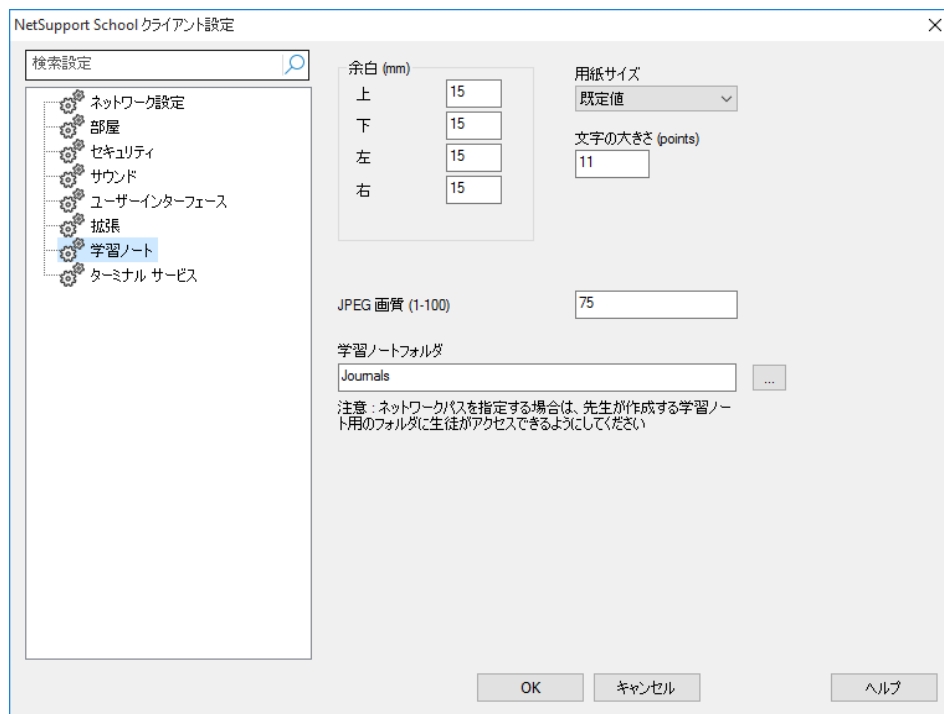 NetSupport School クライアント設定
検索設定
ネットワーク設定
部屋
セキュリティ
サウンド
ユーザーインターフェース
拡張
学習ノート
ターミナル サービス
余白 (mm)
上 15
下 15
左 15
右 15
用紙サイズ
既定値
文字の大きさ (points)
11
JPEG 画質 (1-100) 75
学習ノートフォルダ
Journals ...
注意 : ネットワークパスを指定する場合は、先生が作成する学習ノー
ト用のフォルダに生徒がアクセスできるようにしてください
OK キャンセル ヘルプ